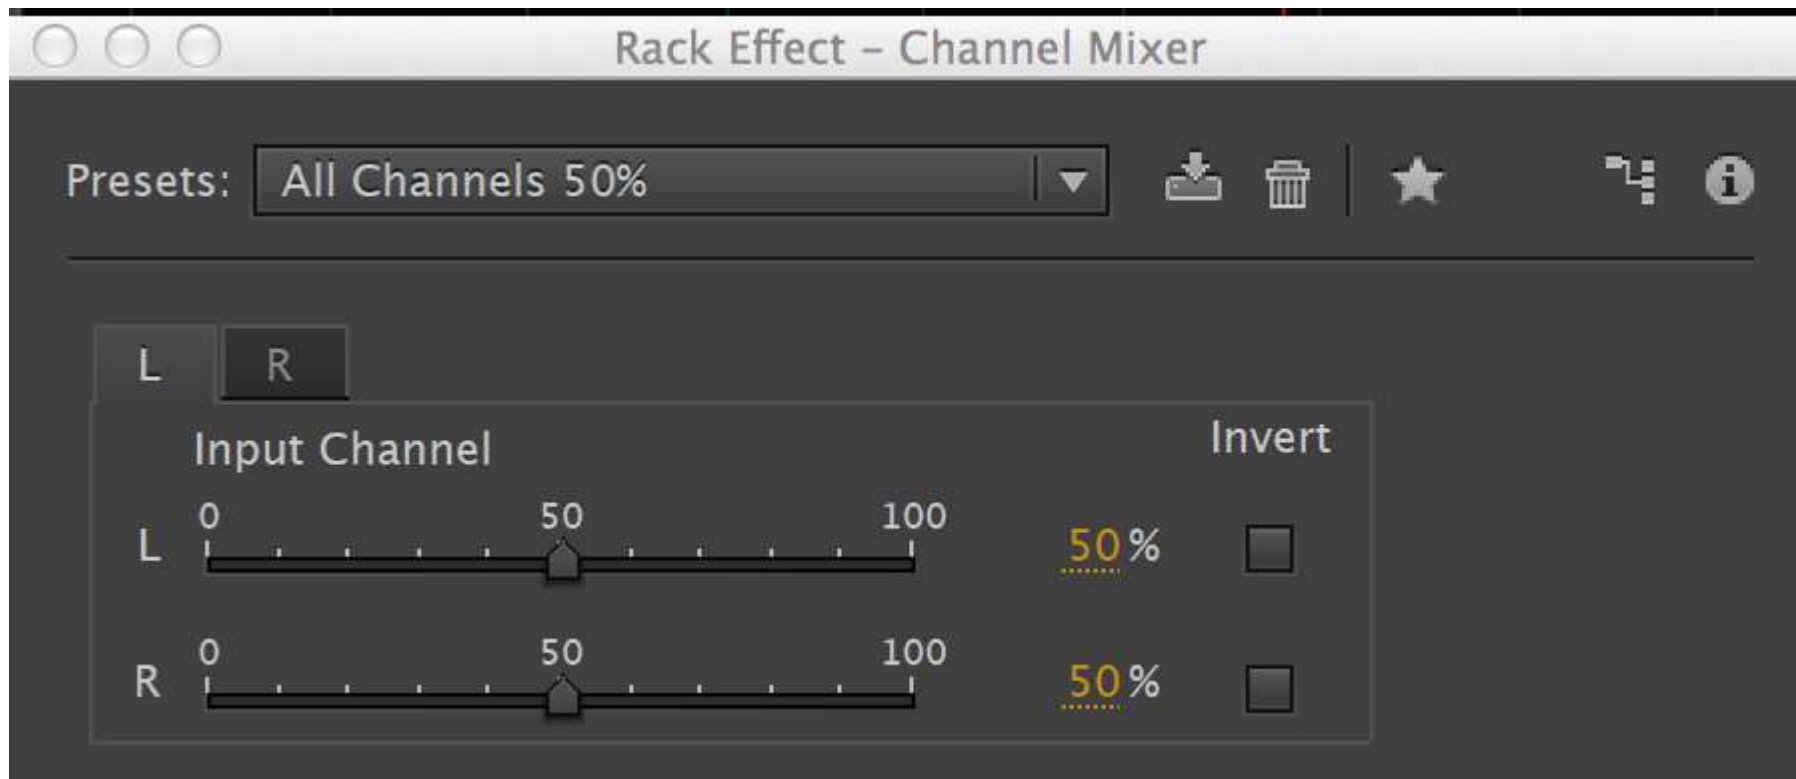 Rack Effect – Channel Mixer
Presets: All Channels 50%
L R
Input Channel Invert
0 50 100
L 50 %
0 50 100
R 50 %